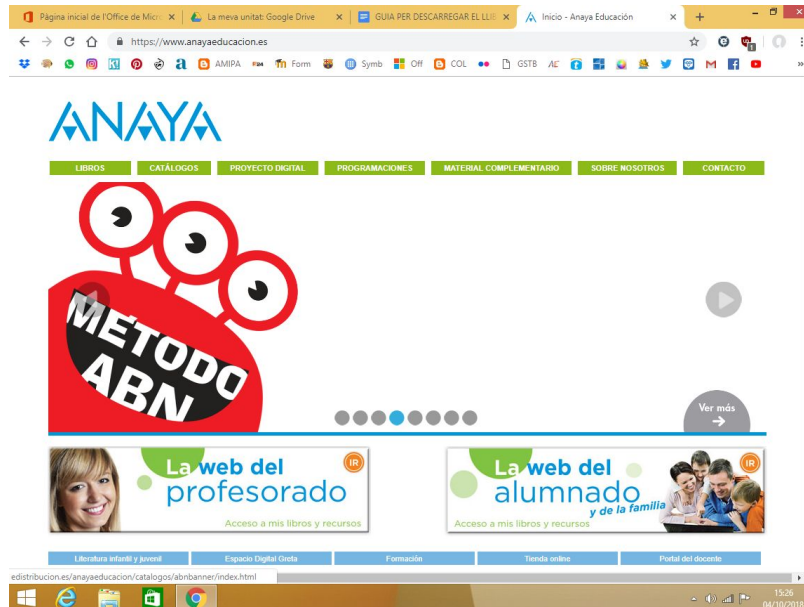 Página inicial de l'Office de Micro
La meva unitat: Google Drive
GUIA PER DESCARREGAR EL LLIB
Inicio - Anaya Educación
https://www.anayaeducacion.es
AMIPA
Form
Symb
Off
COL
GSTB
ANAYA
LIBROS
CATÁLOGOS
PROYECTO DIGITAL
PROGRAMACIONES
MATERIAL COMPLEMENTARIO
SOBRE NOSOTROS
CONTACTO
MÉTODO
ABN
Ver más
La web del
profesorado
Acceso a mis libros y recursos
IR
La web del
alumnado
y de la familia
Acceso a mis libros y recursos
IR
Literatura infantil y juvenil
Espacio Digital Greta
Formación
Tienda online
Portal del docente
edistribucion.es/anayaeducacion/catalogos/abnbanner/index.html
15:26
04/10/2018